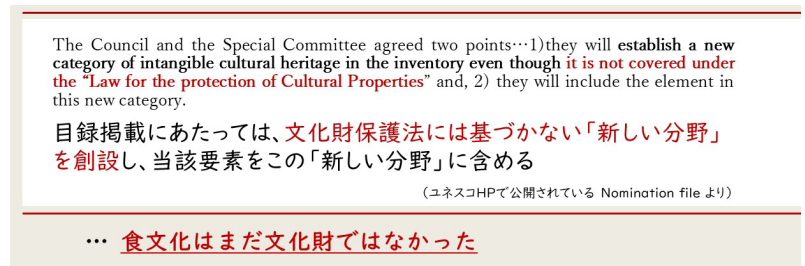 The Council and the Special Committee agreed two points…1)they will establish a new
category of intangible cultural heritage in the inventory even though it is not covered under
the “Law for the protection of Cultural Properties” and, 2) they will include the element in
this new category.
目録掲載にあたっては、文化財保護法には基づかない「新しい分野」
を創設し、当該要素をこの「新しい分野」に含める
（ユネスコHPで公開されている Nomination file より）
… 食文化はまだ文化財ではなかった